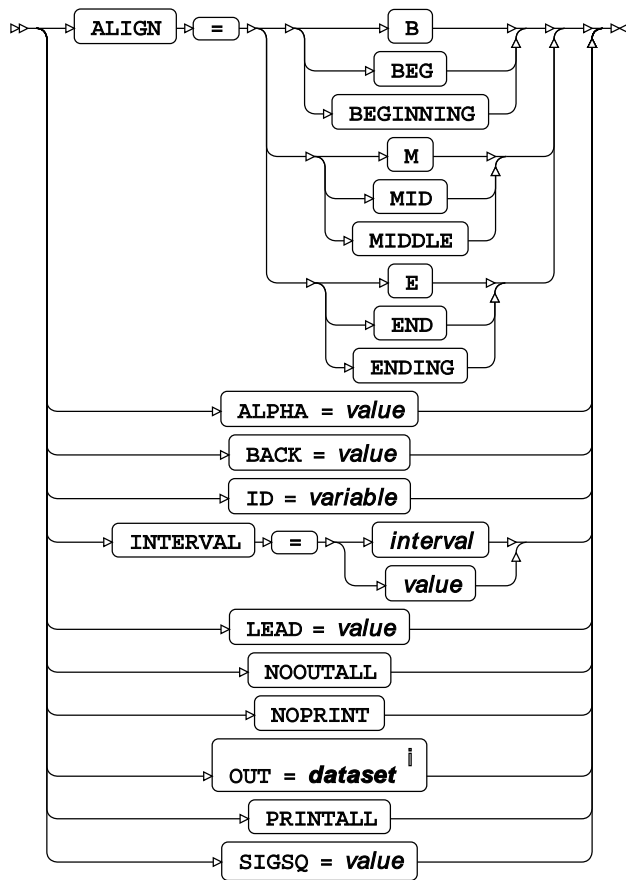 ALIGN = B
BEG
BEGINNING
M
MID
MIDDLE
E
END
ENDING
ALPHA = value
BACK = value
ID = variable
INTERVAL = interval
value
LEAD = value
NOOUTALL
NOPRINT
OUT = dataset i
PRINTALL
SIGSQ = value